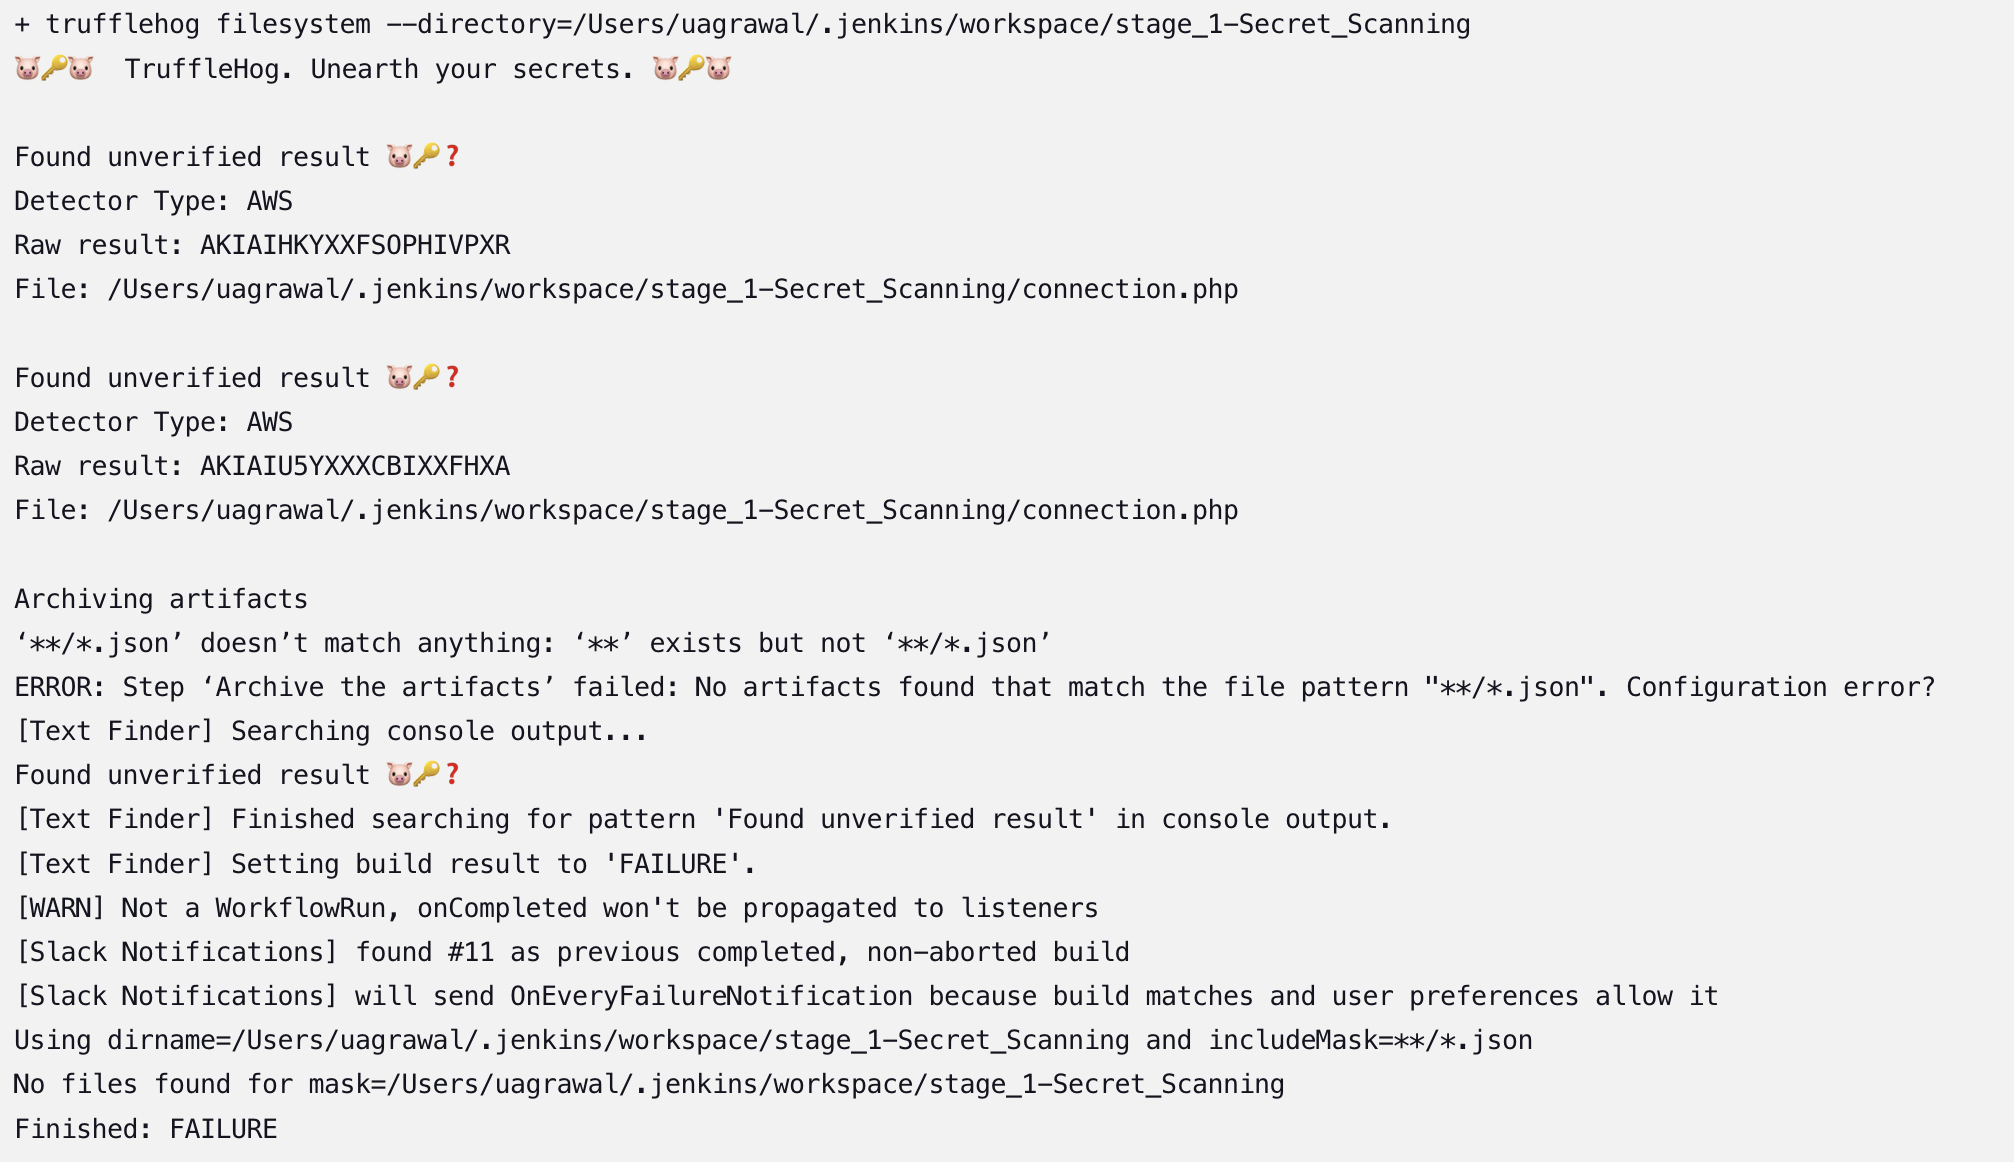 + trufflehog filesystem --directory=/Users/uagrawal/.jenkins/workspace/stage_1-Secret_Scanning
🐷🔑🐷  TruffleHog. Unearth your secrets. 🐷🔑🐷
Found unverified result 🐷🔑❓
Detector Type: AWS
Raw result: AKIAIHKYXXFSOPHIVPXR
File: /Users/uagrawal/.jenkins/workspace/stage_1-Secret_Scanning/connection.php
Found unverified result 🐷🔑❓
Detector Type: AWS
Raw result: AKIAIU5YXXXCBIXXFHXA
File: /Users/uagrawal/.jenkins/workspace/stage_1-Secret_Scanning/connection.php
Archiving artifacts
‘**/*.json’ doesn’t match anything: ‘**’ exists but not ‘**/*.json’
ERROR: Step ‘Archive the artifacts’ failed: No artifacts found that match the file pattern "**/*.json". Configuration error?
[Text Finder] Searching console output...
Found unverified result 🐷🔑❓
[Text Finder] Finished searching for pattern 'Found unverified result' in console output.
[Text Finder] Setting build result to 'FAILURE'.
[WARN] Not a WorkflowRun, onCompleted won't be propagated to listeners
[Slack Notifications] found #11 as previous completed, non-aborted build
[Slack Notifications] will send OnEveryFailureNotification because build matches and user preferences allow it
Using dirname=/Users/uagrawal/.jenkins/workspace/stage_1-Secret_Scanning and includeMask=**/*.json
No files found for mask=/Users/uagrawal/.jenkins/workspace/stage_1-Secret_Scanning
Finished: FAILURE